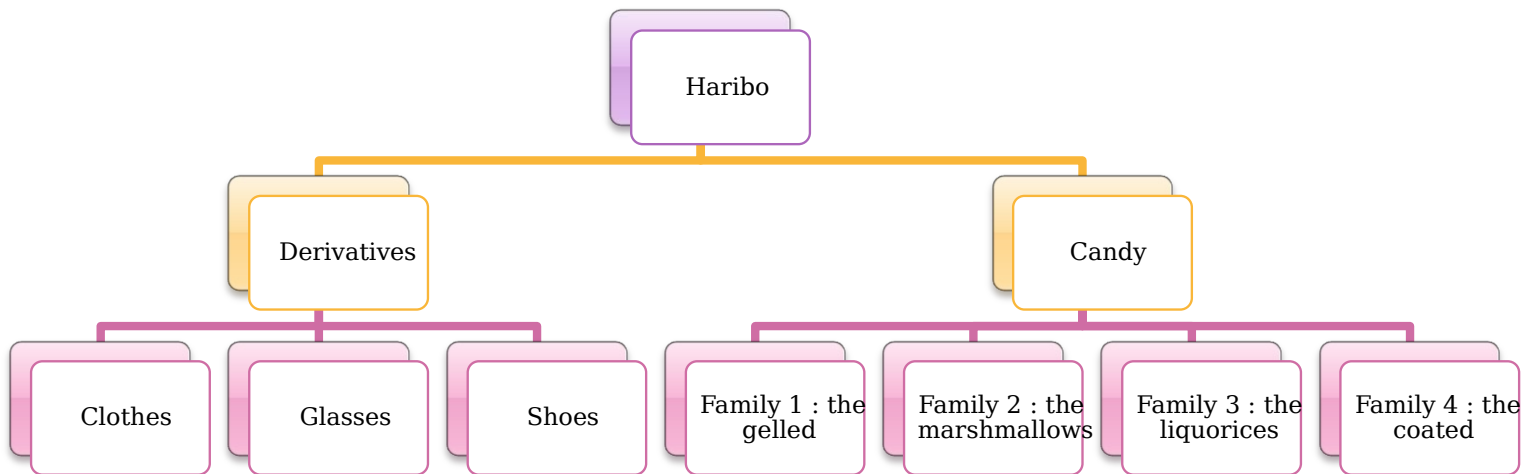 Haribo
Derivatives
Candy
Clothes
Glasses
Shoes
Family 1 : the
gelled
Family 2 : the
marshmallows
Family 3 : the
liquorices
Family 4 : the
coated